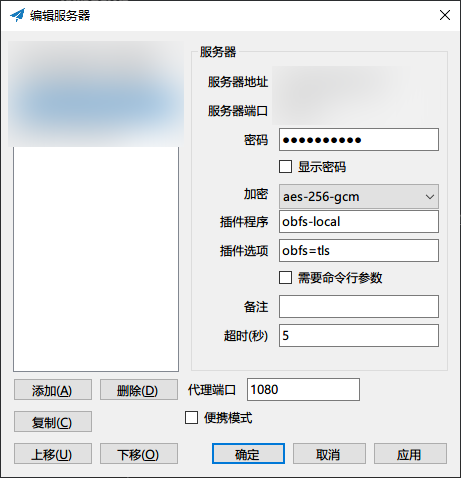 编辑服务器
服务器
服务器地址
服务器端口
密码 ●●●●●●●●●●
显示密码
加密 aes-256-gcm
插件程序 obfs-local
插件选项 obfs=tls
需要命令行参数
备注
超时(秒) 5
添加(A) 删除(D) 代理端口 1080
复制(C) 便携模式
上移(U) 下移(O) 确定 取消 应用